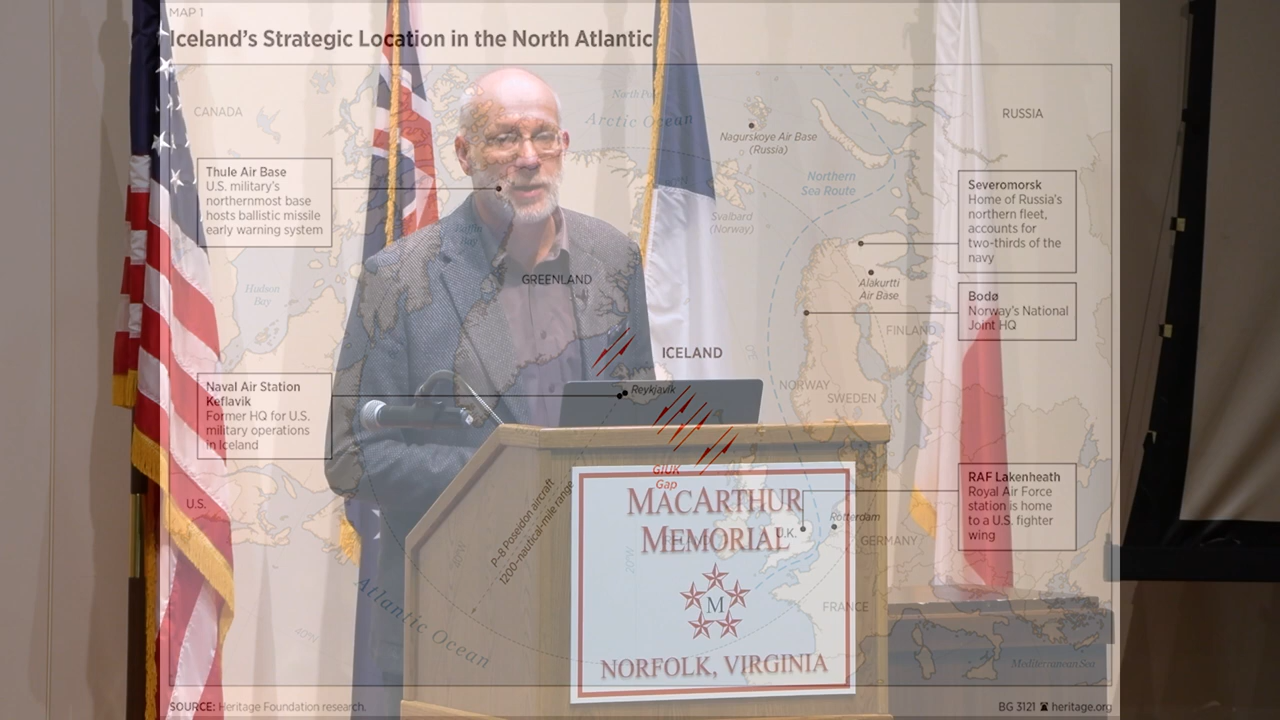 MAP 1
Iceland's Strategic Location in the North Atlantic
CANADA
North Pole
Arctic Ocean
RUSSIA
Nagurskoye Air Base
(Russia)
Thule Air Base
U.S. military's
northernmost base
hosts ballistic missile
early warning system
Northern
Sea Route
Severomorsk
Home of Russia's
northern fleet,
accounts for
two-thirds of the
navy
Svalbard
(Norway)
Baffin
Bay
GREENLAND
Hudson
Bay
Alakurtti
Air Base
Bodø
Norway's National
Joint HQ
FINLAND
ICELAND
Naval Air Station
Keflavik
Former HQ for U.S.
military operations
in Iceland
Reykjavik
NORWAY
SWEDEN
GIUK
Gap
U.S.
P-8 Poseidon aircraft
1200-nautical-mile range
RAF Lakenheath
Royal Air Force
station is home
to a U.S. fighter
wing
MACARTHUR
MEMORIAL
M
NORFOLK, VIRGINIA
U.K.
Rotterdam
GERMANY
FRANCE
Atlantic Ocean
40°N
20°W
Mediterranean Sea
SOURCE: Heritage Foundation research.
BG 3121 heritage.org